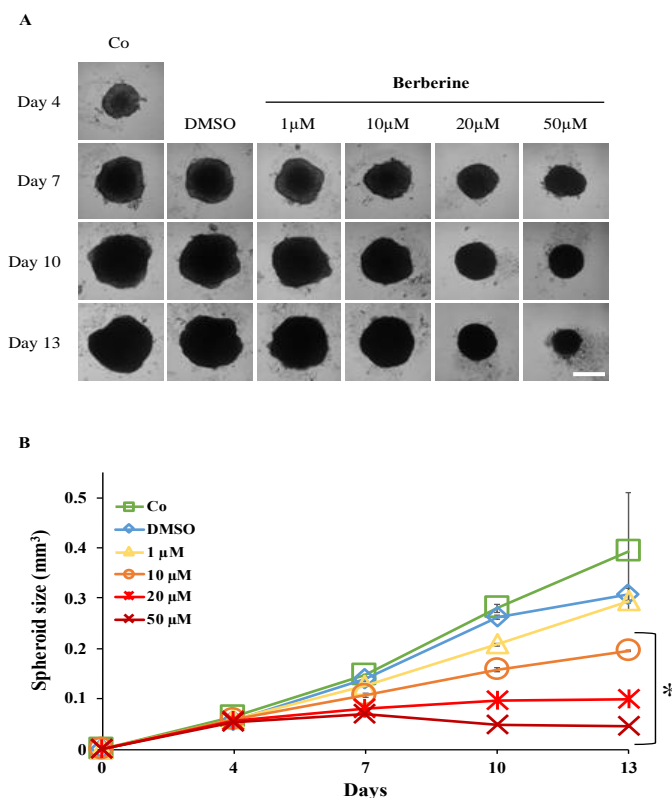 A
Co
Day 4
Berberine
DMSO 1µM 10µM 20µM 50µM
Day 7
Day 10
Day 13
B
Spheroid size (mm³)
0.5
0.4
0.3
0.2
0.1
0
Co
DMSO
1 µM
10 µM
20 µM
50 µM
*
0 4 7 10 13
Days